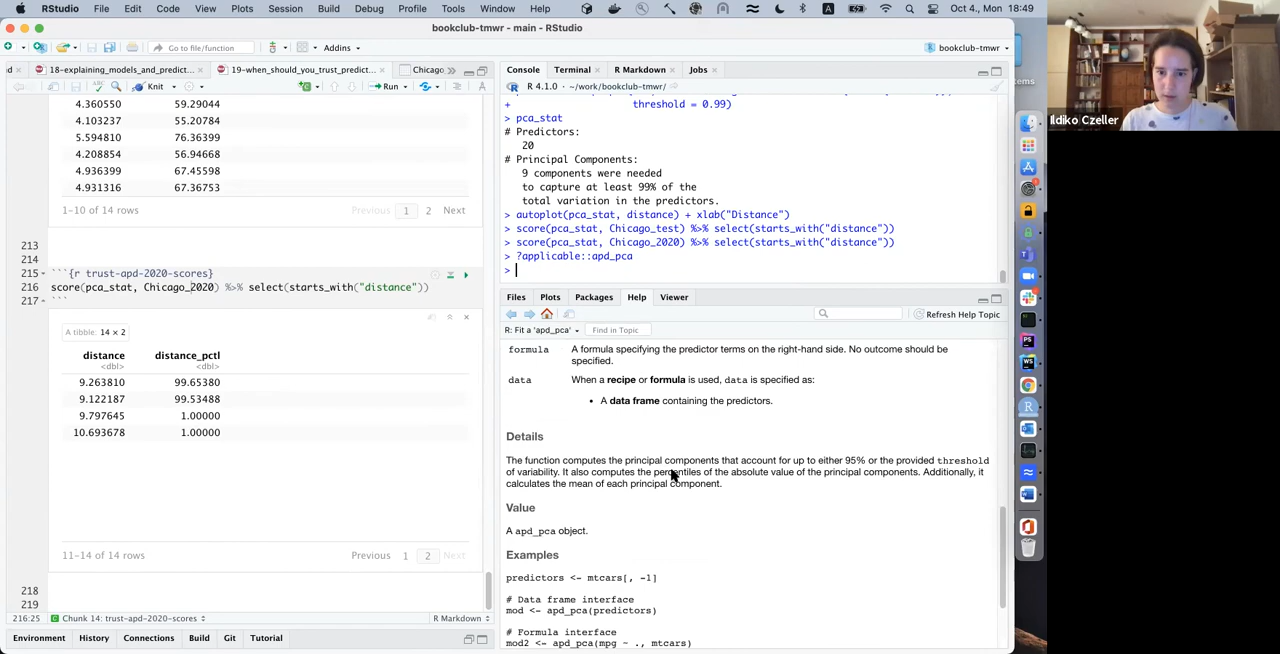 RStudio File Edit Code View Plots Session Build Debug Profile Tools Window Help
Oct 4., Mon 18:49
bookclub-tmwr - main - RStudio
Go to file/function
Addins
bookclub-tmwr
18-explaining_models_and_predict...
19-when_should_you_trust_predict...
Chicago
Knit
Run
4.360550 59.29044
4.103237 55.20784
5.594810 76.36399
4.208854 56.94668
4.936399 67.45598
4.931316 67.36753
1-10 of 14 rows
Previous 1 2 Next
213
214
215 ```{r trust-apd-2020-scores}
216 score(pca_stat, Chicago_2020) %>% select(starts_with("distance"))
217 ```
A tibble: 14 × 2
distance distance_pctl
<dbl> <dbl>
9.263810 99.65380
9.122187 99.53488
9.797645 1.00000
10.693678 1.00000
11-14 of 14 rows
Previous 1 2 Next
218
219
216:25 Chunk 14: trust-apd-2020-scores
R Markdown
Environment History Connections Build Git Tutorial
Console Terminal R Markdown Jobs
R 4.1.0 · ~/work/bookclub-tmwr/
+ threshold = 0.99)
> pca_stat
# Predictors:
20
# Principal Components:
9 components were needed
to capture at least 99% of the
total variation in the predictors.
> autoplot(pca_stat, distance) + xlab("Distance")
> score(pca_stat, Chicago_test) %>% select(starts_with("distance"))
> score(pca_stat, Chicago_2020) %>% select(starts_with("distance"))
> ?applicable::apd_pca
>
Files Plots Packages Help Viewer
Refresh Help Topic
R: Fit a 'apd_pca'
Find in Topic
formula A formula specifying the predictor terms on the right-hand side. No outcome should be
specified.
data When a recipe or formula is used, data is specified as:
• A data frame containing the predictors.
Details
The function computes the principal components that account for up to either 95% or the provided threshold
of variability. It also computes the percentiles of the absolute value of the principal components. Additionally, it
calculates the mean of each principal component.
Value
A apd_pca object.
Examples
predictors <- mtcars[, -1]
# Data frame interface
mod <- apd_pca(predictors)
# Formula interface
mod2 <- apd_pca(mpg ~ ., mtcars)
Ildiko Czeller